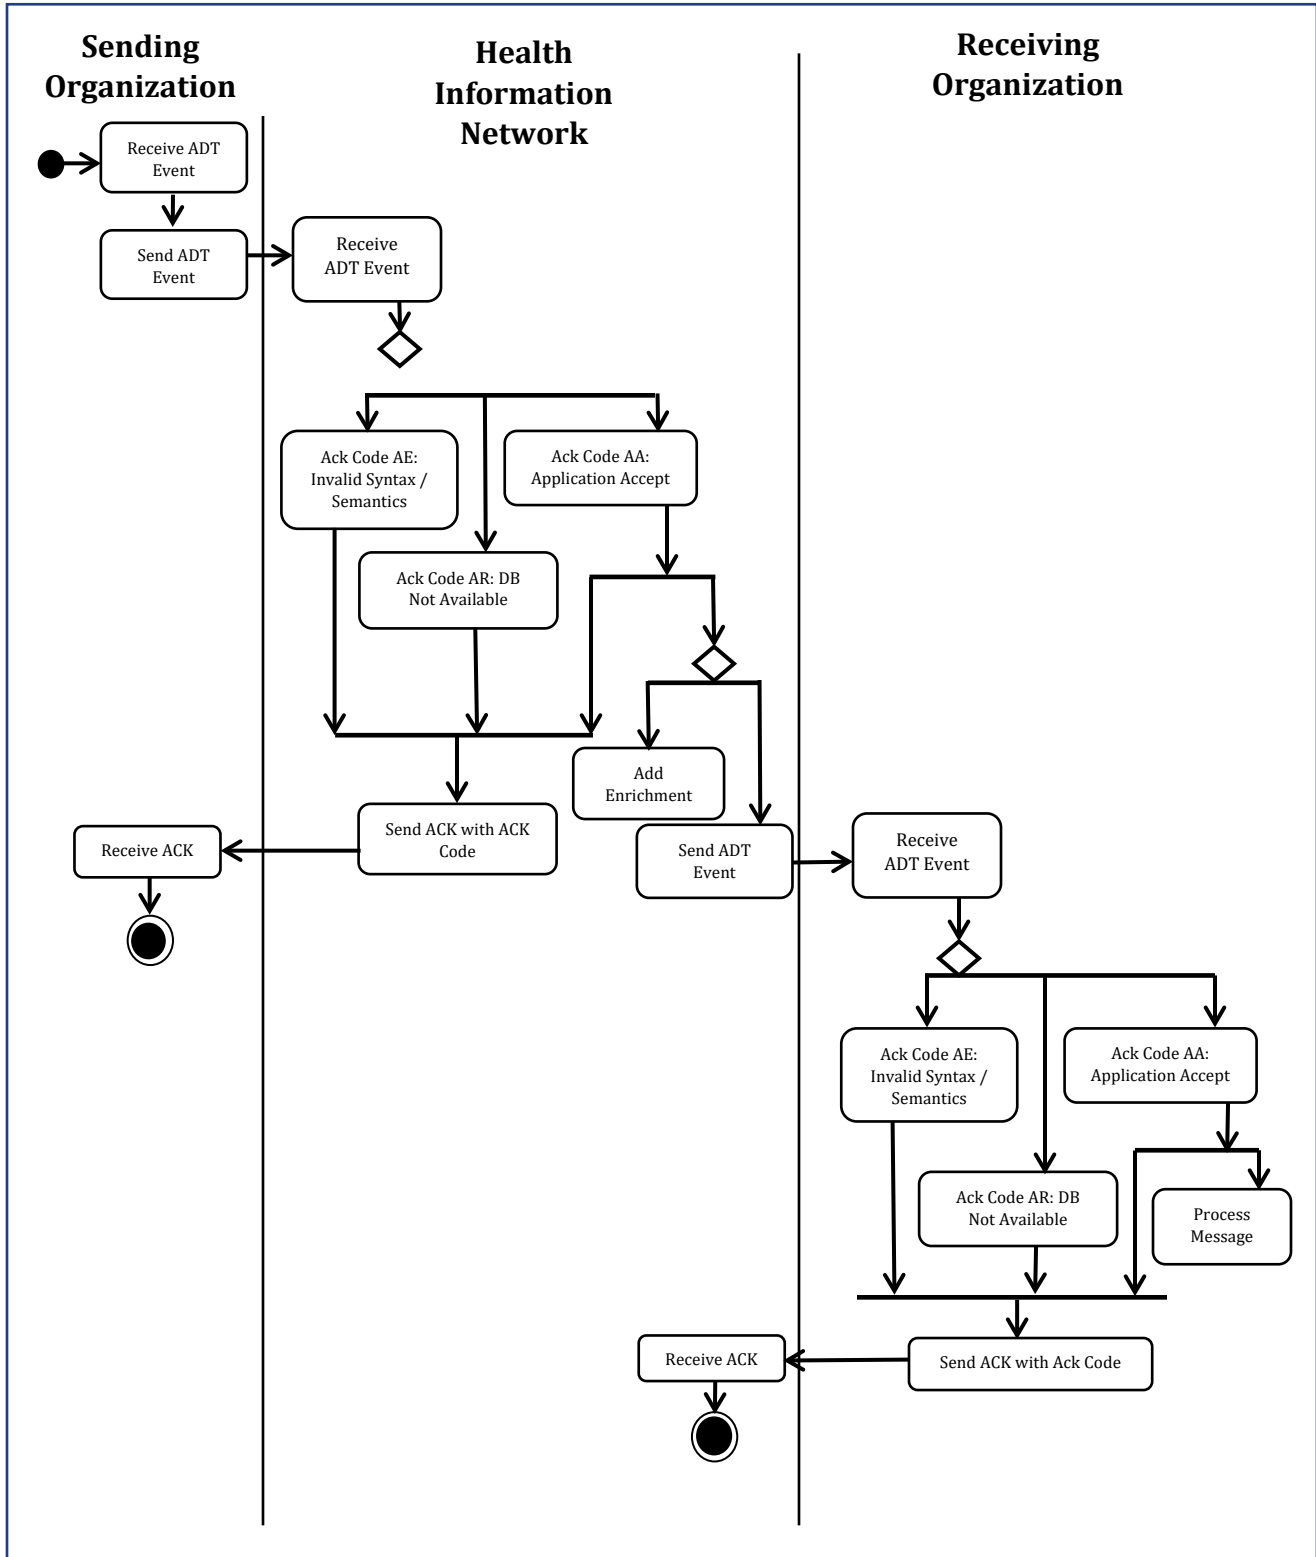 Sending
Organization
Health
Information
Network
Receiving
Organization
Receive ADT
Event
Send ADT
Event
Receive
ADT Event
Ack Code AE:
Invalid Syntax /
Semantics
Ack Code AA:
Application Accept
Ack Code AR: DB
Not Available
Add
Enrichment
Send ACK with ACK
Code
Receive ACK
Send ADT
Event
Receive
ADT Event
Ack Code AE:
Invalid Syntax /
Semantics
Ack Code AA:
Application Accept
Ack Code AR: DB
Not Available
Process
Message
Receive ACK
Send ACK with Ack Code